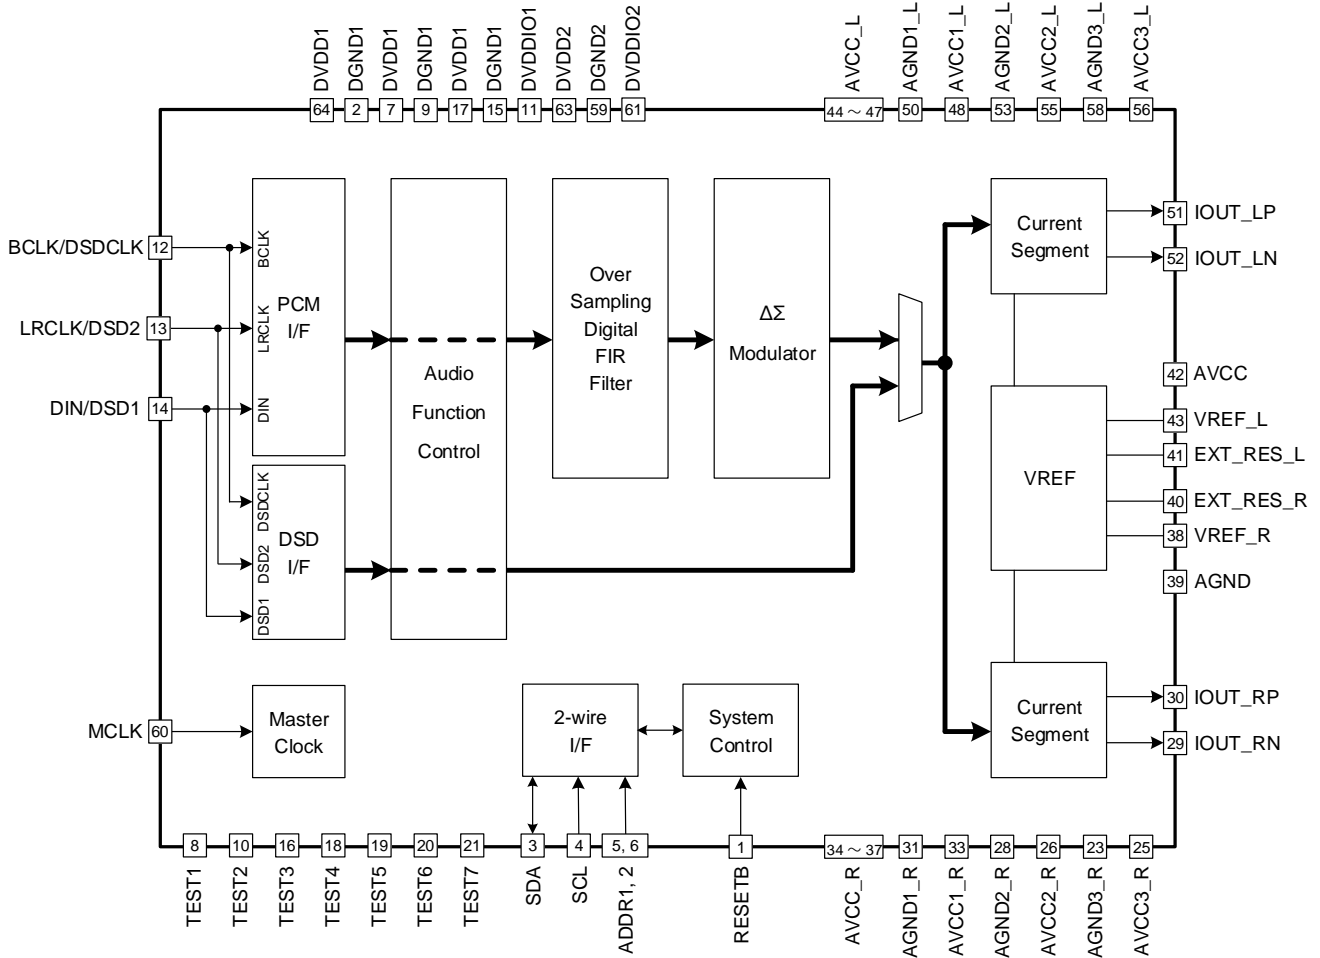 DVDD1
DGND1
DVDD1
DGND1
DVDD1
DGND1
DVDDIO1
DVDD2
DGND2
DVDDIO2
AVCC_L
AGND1_L
AVCC1_L
AGND2_L
AVCC2_L
AGND3_L
AVCC3_L
64
2
7
9
17
15
11
63
59
61
44 ～ 47
50
48
53
55
58
56
BCLK/DSDCLK
12
LRCLK/DSD2
13
DIN/DSD1
14
MCLK
60
BCLK
LRCLK
DIN
PCM
I/F
DSDCLK
DSD2
DSD1
DSD
I/F
Audio
Function
Control
Over
Sampling
Digital
FIR
Filter
ΔΣ
Modulator
Current
Segment
VREF
Current
Segment
Master
Clock
2-wire
I/F
System
Control
51
IOUT_LP
52
IOUT_LN
42
AVCC
43
VREF_L
41
EXT_RES_L
40
EXT_RES_R
38
VREF_R
39
AGND
30
IOUT_RP
29
IOUT_RN
8
10
16
18
19
20
21
3
4
5, 6
1
34 ～ 37
31
33
28
26
23
25
TEST1
TEST2
TEST3
TEST4
TEST5
TEST6
TEST7
SDA
SCL
ADDR1, 2
RESETB
AVCC_R
AGND1_R
AVCC1_R
AGND2_R
AVCC2_R
AGND3_R
AVCC3_R